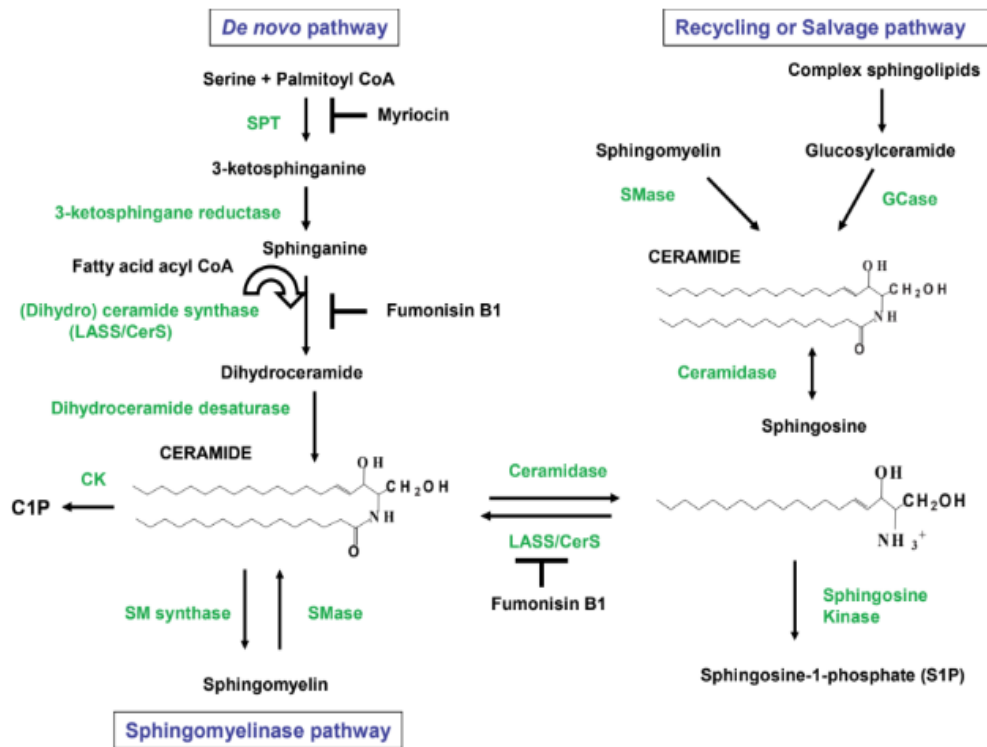 De novo pathway
Serine + Palmitoyl CoA
SPT
Myriocin
3-ketosphinganine
3-ketosphingane reductase
Sphinganine
Fatty acid acyl CoA
(Dihydro) ceramide synthase
(LASS/CerS)
Fumonisin B1
Dihydroceramide
Dihydroceramide desaturase
CERAMIDE
OH
CH2OH
NH
O
CK
C1P
SM synthase
SMase
Sphingomyelin
Sphingomyelinase pathway
Ceramidase
LASS/CerS
Fumonisin B1
Recycling or Salvage pathway
Complex sphingolipids
Sphingomyelin
Glucosylceramide
SMase
GCase
CERAMIDE
OH
CH2OH
N H
O
Ceramidase
Sphingosine
OH
CH2OH
NH 3+
Sphingosine
Kinase
Sphingosine-1-phosphate (S1P)